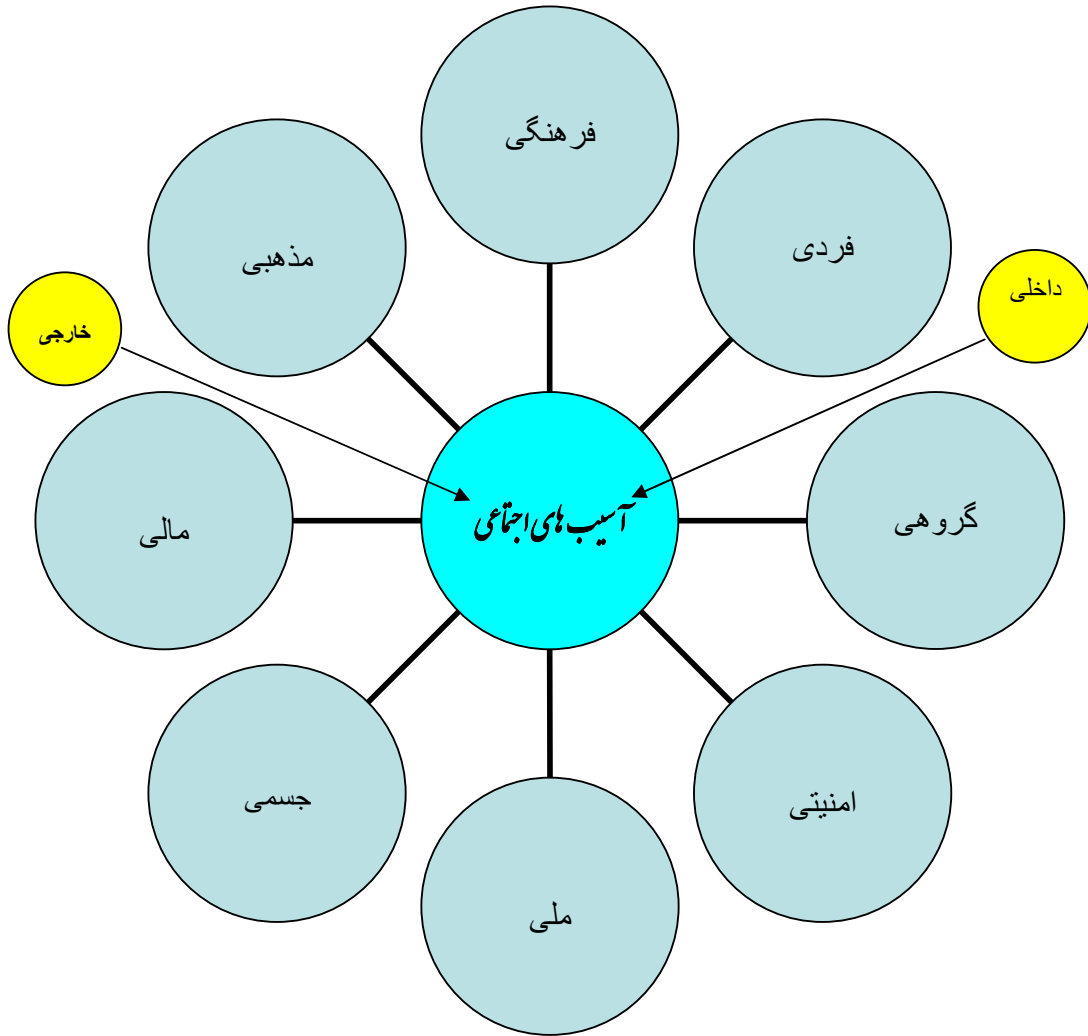 فرهنگی
فردی
مذهبی
داخلی
خارجی
گروهی
آسیب های اجتماعی
مالی
امنیتی
جسمی
ملی